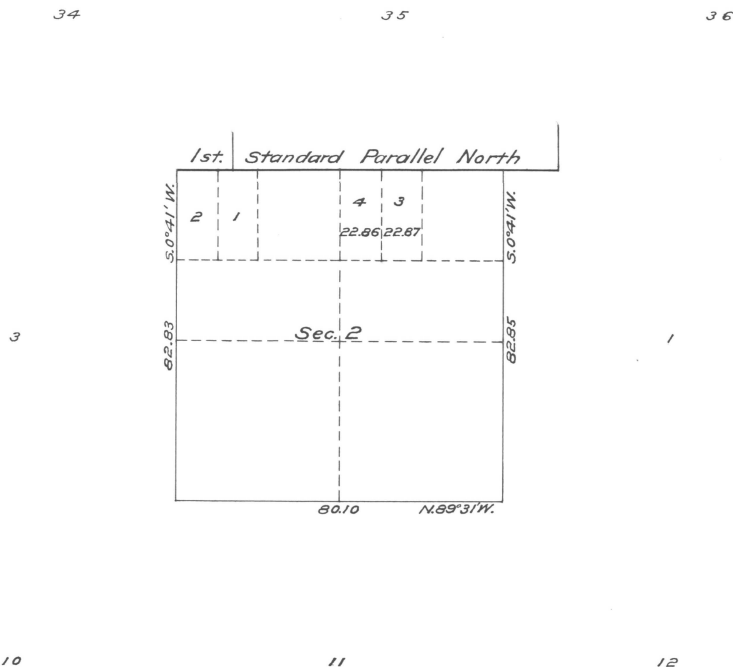 34 35 36
1st. Standard Parallel North
S.0°41'W. 2 1 4 3 S.0°41'W.
22.86 22.87
3 82.83 Sec. 2 82.85 1
80.10 N.89°31'W.
10 11 12